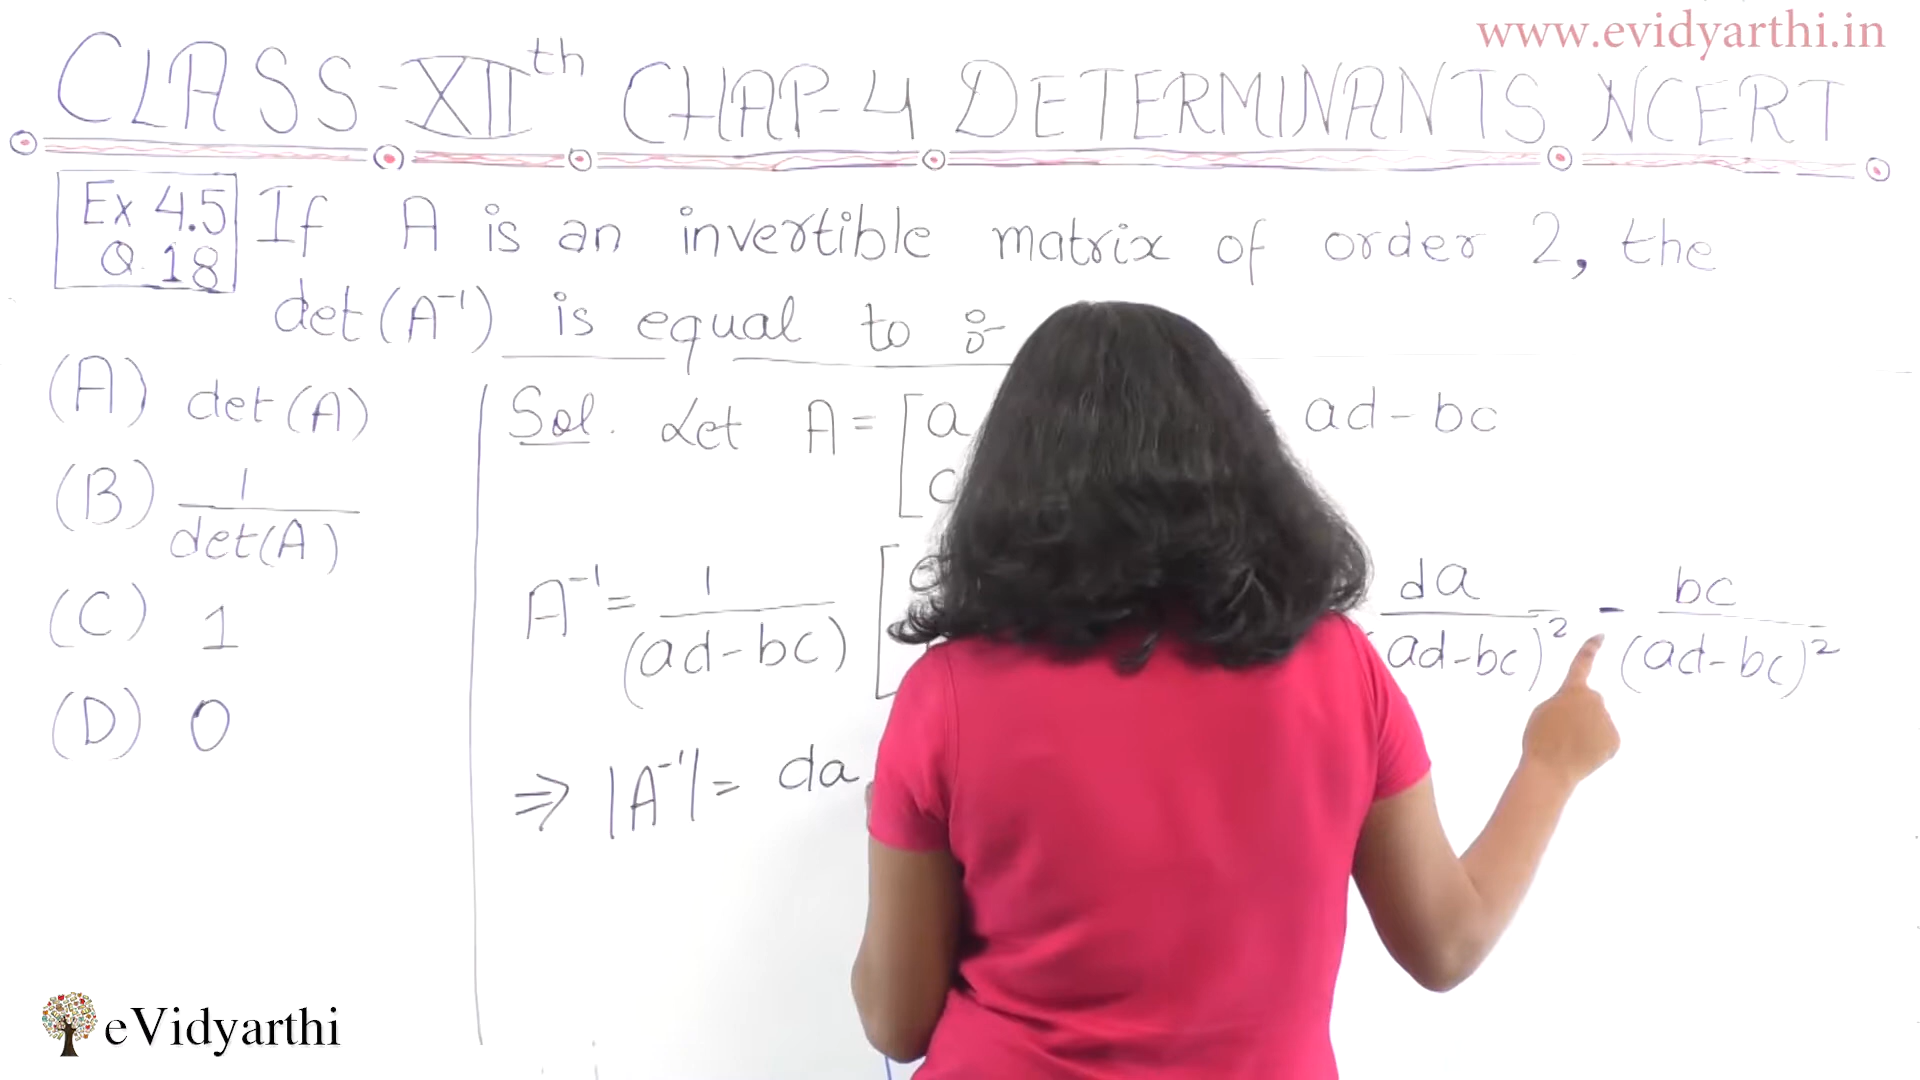 www.evidyarthi.in
CLASS-XIIth CHAP-4 DETERMINANTS NCERT
Ex 4.5
Q.18
If A is an invertible matrix of order 2, the
det(A⁻¹) is equal to :-
(A) det(A)
(B) 1/det(A)
(C) 1
(D) 0
Sol. Let A = [a
c
ad-bc
A⁻¹ = 1/(ad-bc) [
da/(ad-bc)² - bc/(ad-bc)²
⇒ |A⁻¹| = da
eVidyarthi